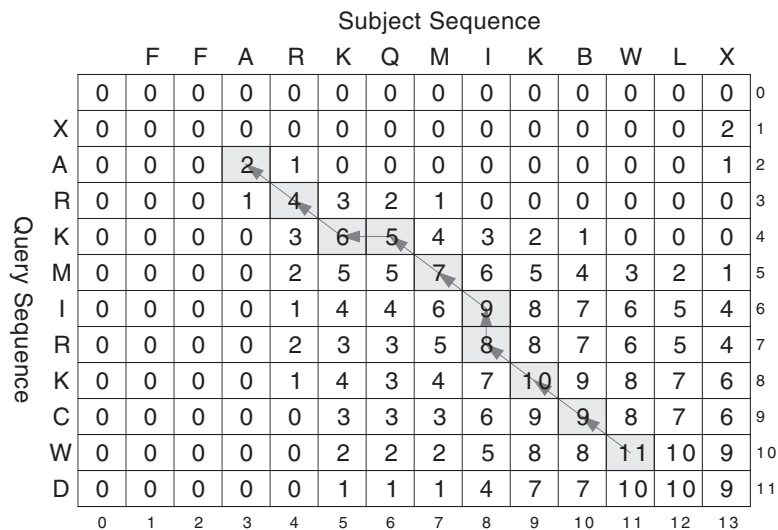 Subject Sequence
F F A R K Q M I K B W L X
0 0 0 0 0 0 0 0 0 0 0 0 0 0 0
X 0 0 0 0 0 0 0 0 0 0 0 0 0 2 1
A 0 0 0 2 1 0 0 0 0 0 0 0 0 1 2
R 0 0 0 1 4 3 2 1 0 0 0 0 0 0 3
K 0 0 0 0 3 6 5 4 3 2 1 0 0 0 4
M 0 0 0 0 2 5 5 7 6 5 4 3 2 1 5
I 0 0 0 0 1 4 4 6 9 8 7 6 5 4 6
R 0 0 0 0 2 3 3 5 8 8 7 6 5 4 7
K 0 0 0 0 1 4 3 4 7 10 9 8 7 6 8
C 0 0 0 0 0 3 3 3 6 9 9 8 7 6 9
W 0 0 0 0 0 2 2 2 5 8 8 11 10 9 10
D 0 0 0 0 0 1 1 1 4 7 7 10 10 9 11
0 1 2 3 4 5 6 7 8 9 10 11 12 13
Query Sequence